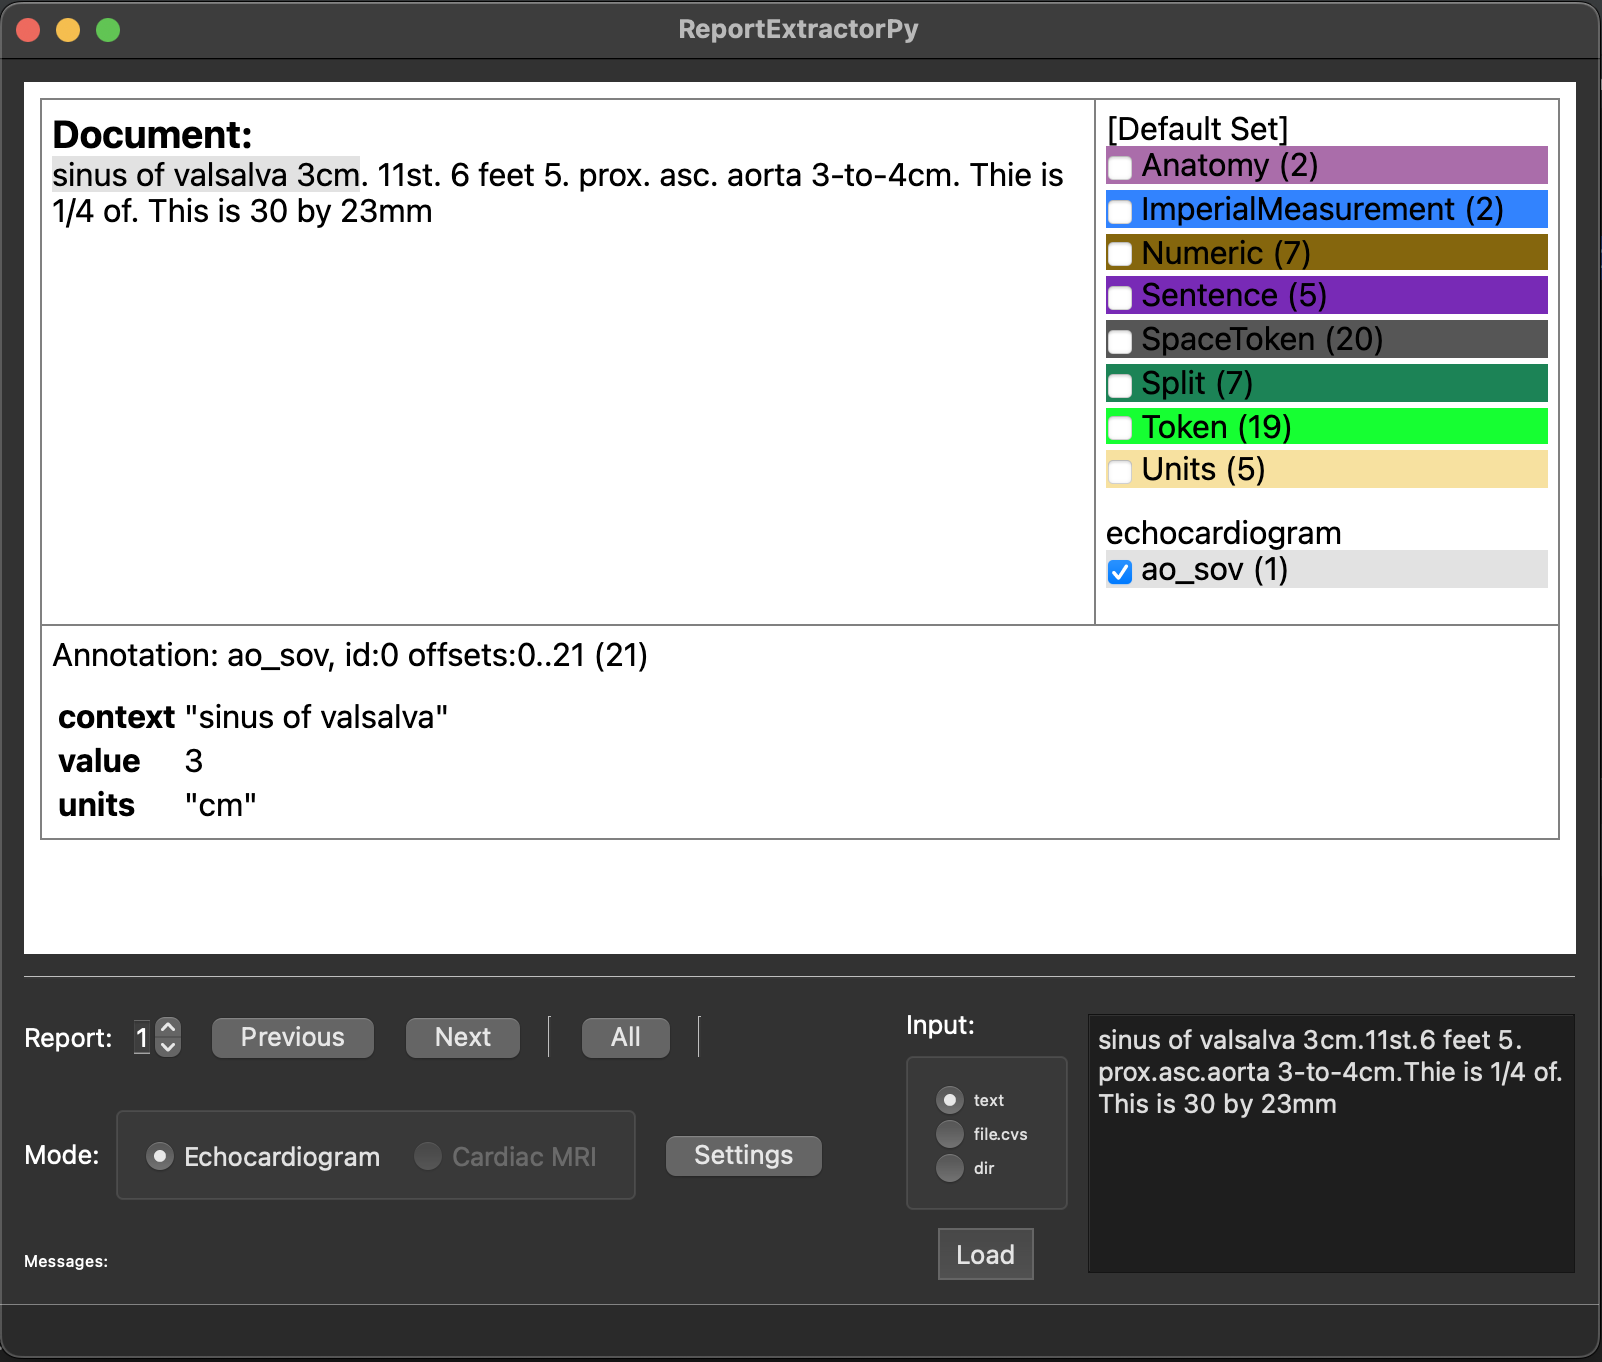 ReportExtractorPy
Document:
sinus of valsalva 3cm. 11st. 6 feet 5. prox. asc. aorta 3-to-4cm. Thie is
1/4 of. This is 30 by 23mm
[Default Set]
Anatomy (2)
ImperialMeasurement (2)
Numeric (7)
Sentence (5)
SpaceToken (20)
Split (7)
Token (19)
Units (5)
echocardiogram
ao_sov (1)
Annotation: ao_sov, id:0 offsets:0..21 (21)
context "sinus of valsalva"
value 3
units "cm"
Report: 1 Previous Next All
Mode: Echocardiogram Cardiac MRI Settings
Messages:
Input:
text
file.cvs
dir
Load
sinus of valsalva 3cm.11st.6 feet 5.
prox.asc.aorta 3-to-4cm.Thie is 1/4 of.
This is 30 by 23mm